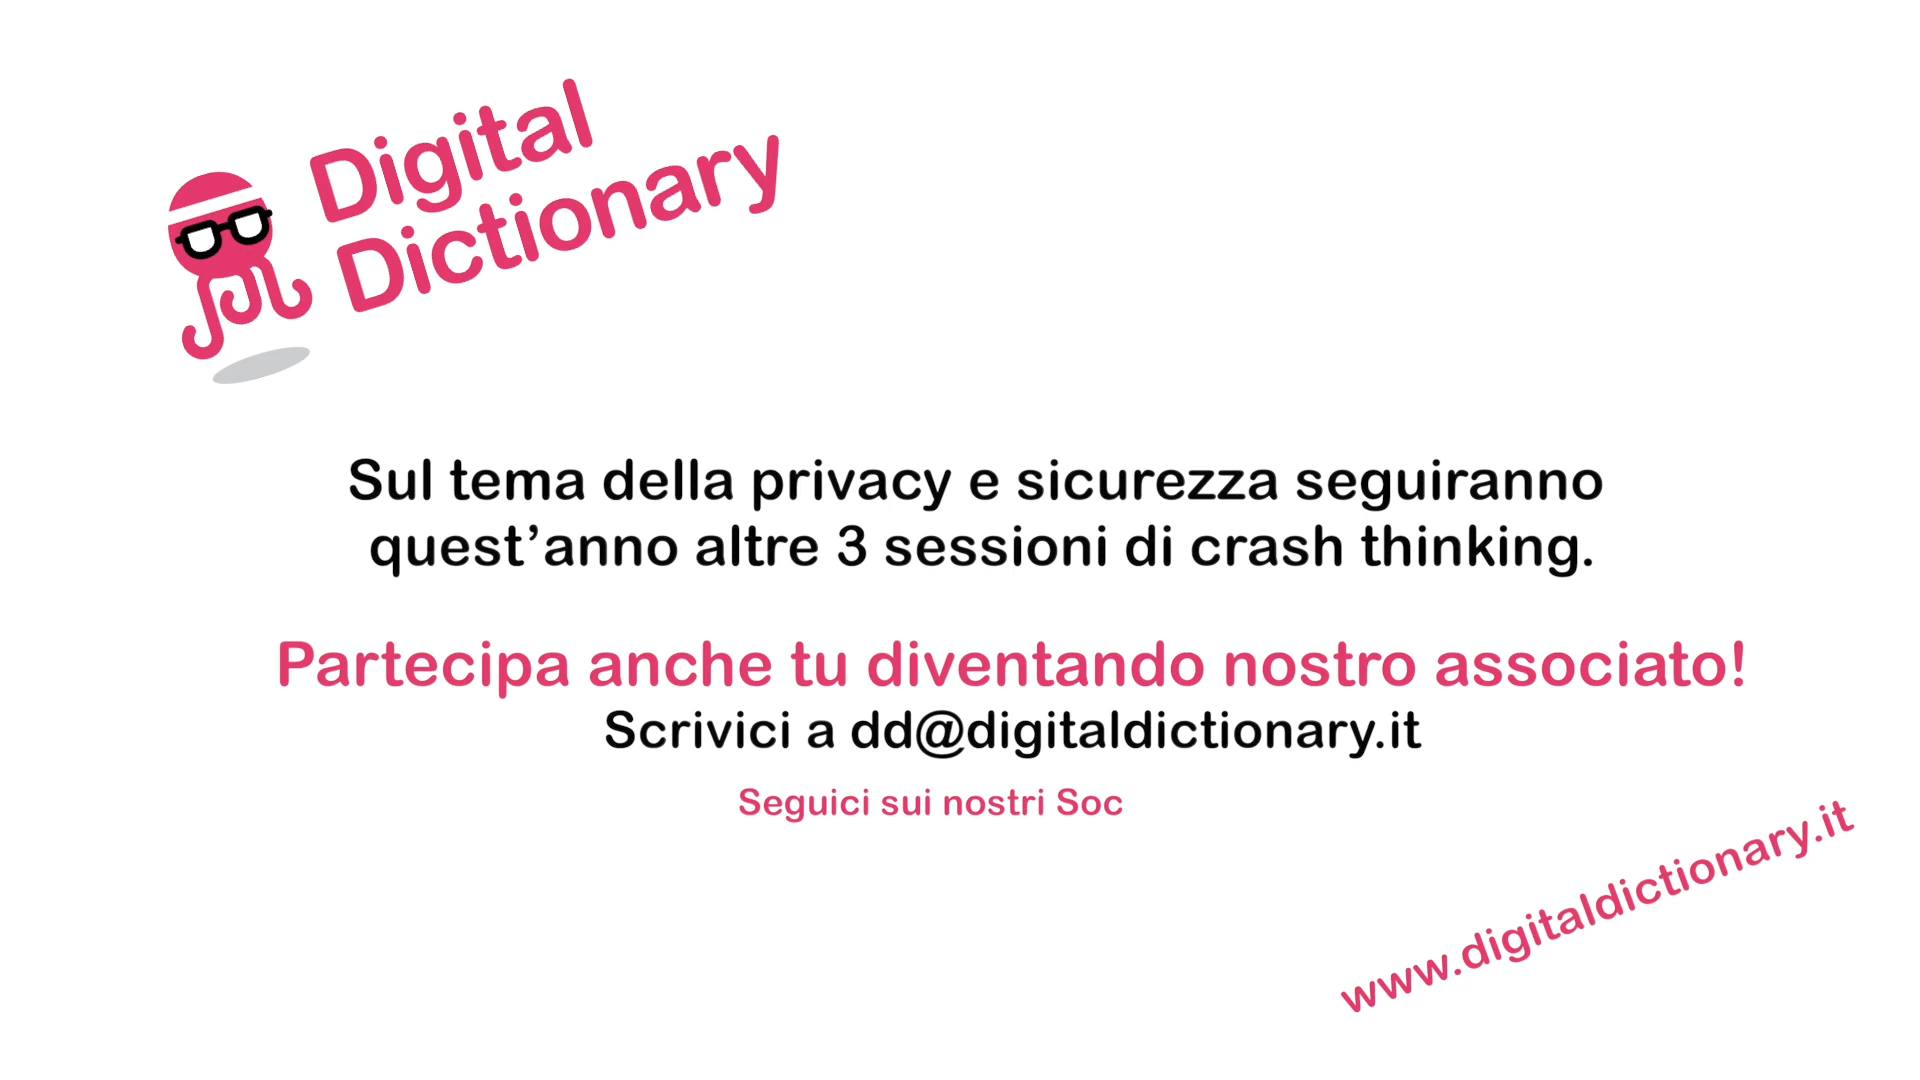 Digital
Dictionary
Sul tema della privacy e sicurezza seguiranno
quest’anno altre 3 sessioni di crash thinking.
Partecipa anche tu diventando nostro associato!
Scrivici a dd@digitaldictionary.it
Seguici sui nostri Soc
www.digitaldictionary.it